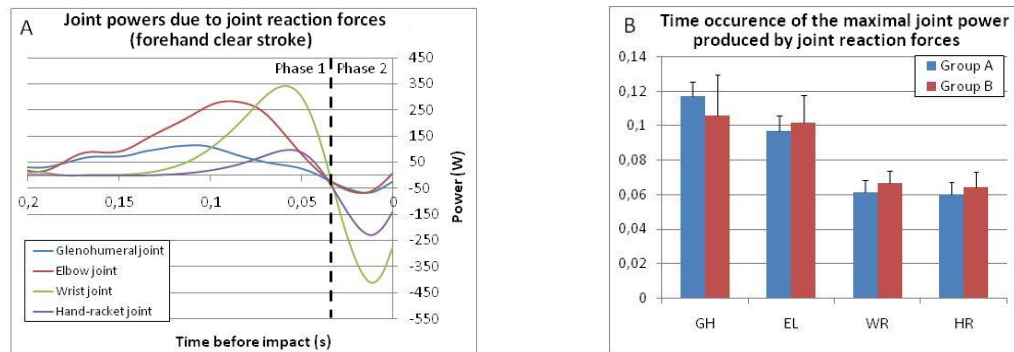 A
Joint powers due to joint reaction forces
(forehand clear stroke)
Phase 1
Phase 2
450
350
250
150
50
-50
-150
-250
-350
-450
-550
Power (W)
0,2
0,15
0,1
0,05
0
Glenohumeral joint
Elbow joint
Wrist joint
Hand-racket joint
Time before impact (s)
B
Time occurence of the maximal joint power
produced by joint reaction forces
Group A
Group B
0,14
0,12
0,1
0,08
0,06
0,04
0,02
0
GH
EL
WR
HR